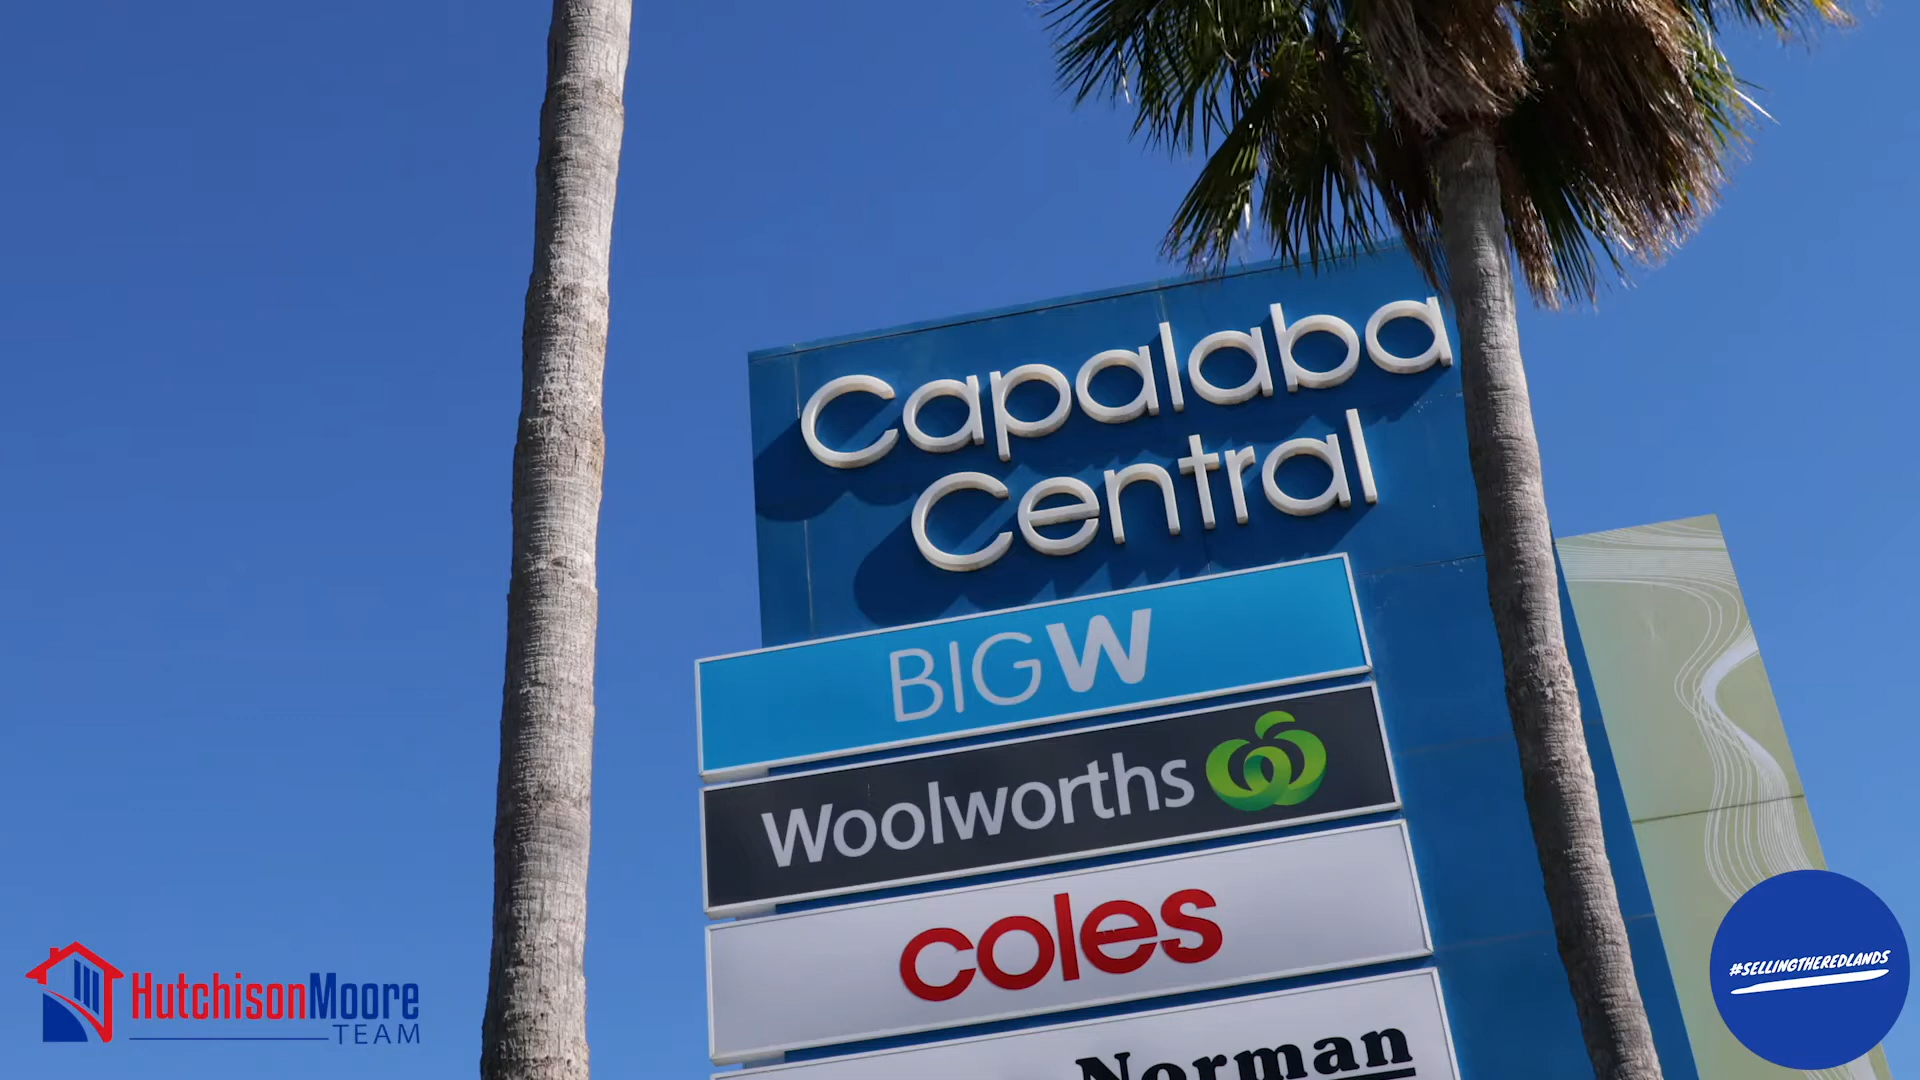 Capalaba
Central
BIGW
Woolworths
coles
Norman
HutchisonMoore
TEAM
#SELLINGTHEREDLANDS